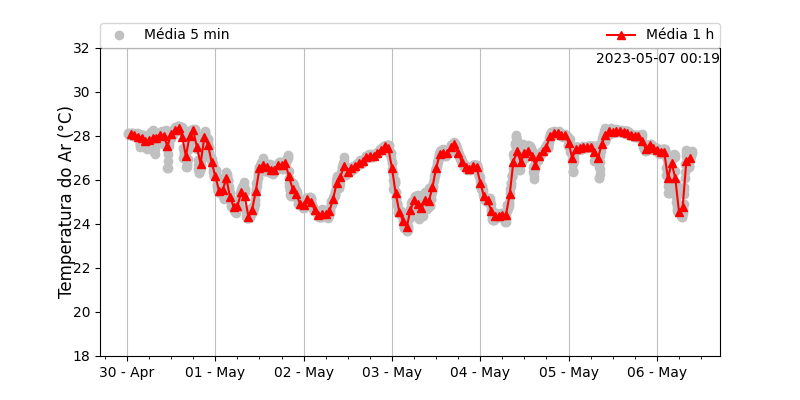 Média 5 min
Média 1 h
2023-05-07 00:19
Temperatura do Ar (°C)
32
30
28
26
24
22
20
18
30 - Apr
01 - May
02 - May
03 - May
04 - May
05 - May
06 - May